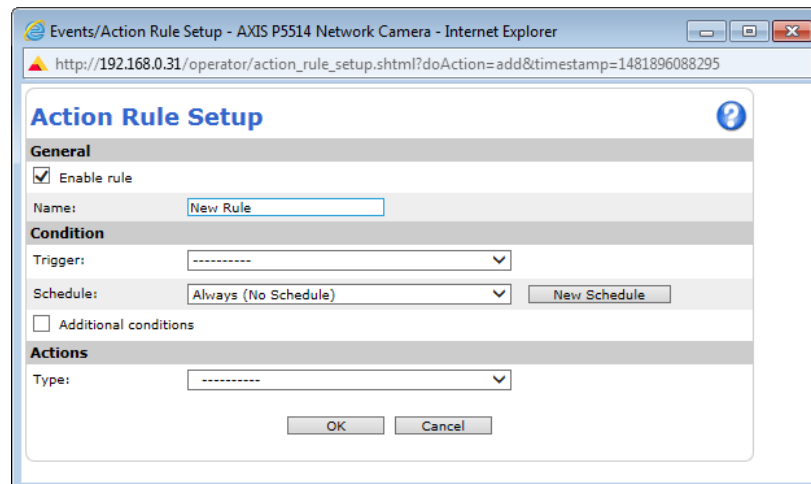 Events/Action Rule Setup - AXIS P5514 Network Camera - Internet Explorer
http://192.168.0.31/operator/action_rule_setup.shtml?doAction=add&timestamp=1481896088295
Action Rule Setup
General
Enable rule
Name: New Rule
Condition
Trigger: ----------
Schedule: Always (No Schedule) New Schedule
Additional conditions
Actions
Type: ----------
OK Cancel